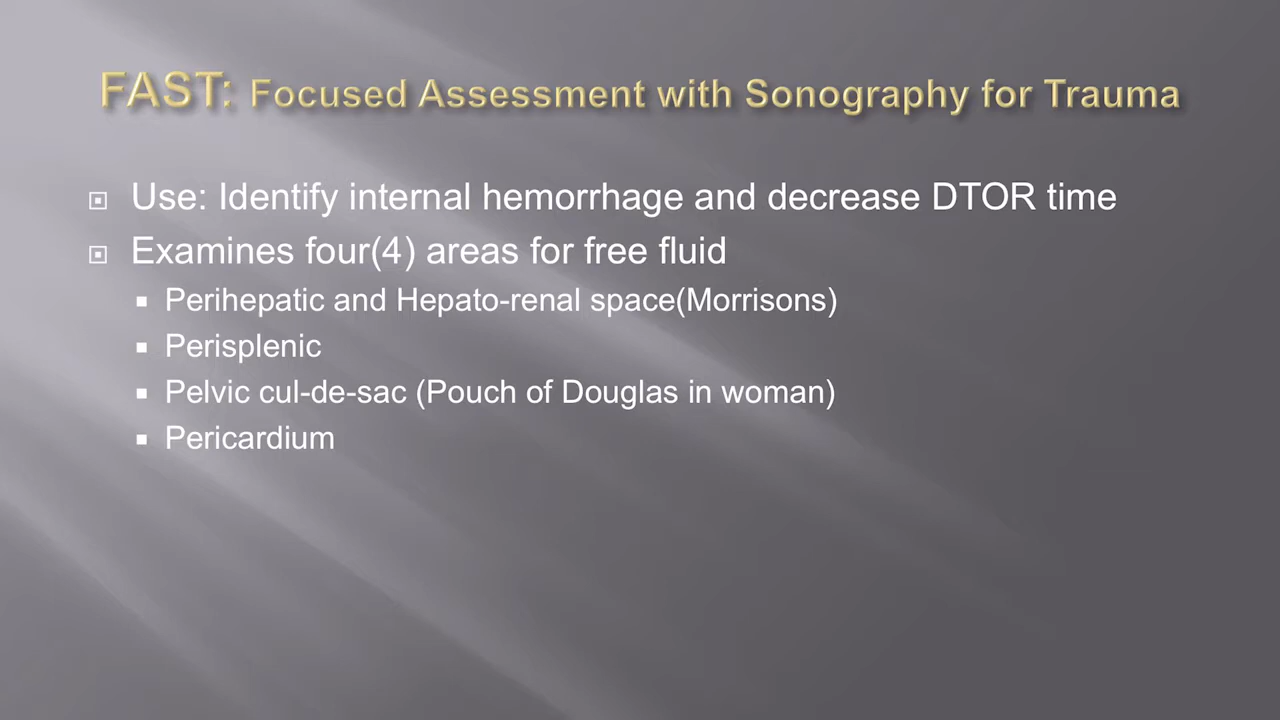 FAST: Focused Assessment with Sonography for Trauma
Use: Identify internal hemorrhage and decrease DTOR time
Examines four(4) areas for free fluid
Perihepatic and Hepato-renal space(Morrisons)
Perisplenic
Pelvic cul-de-sac (Pouch of Douglas in woman)
Pericardium